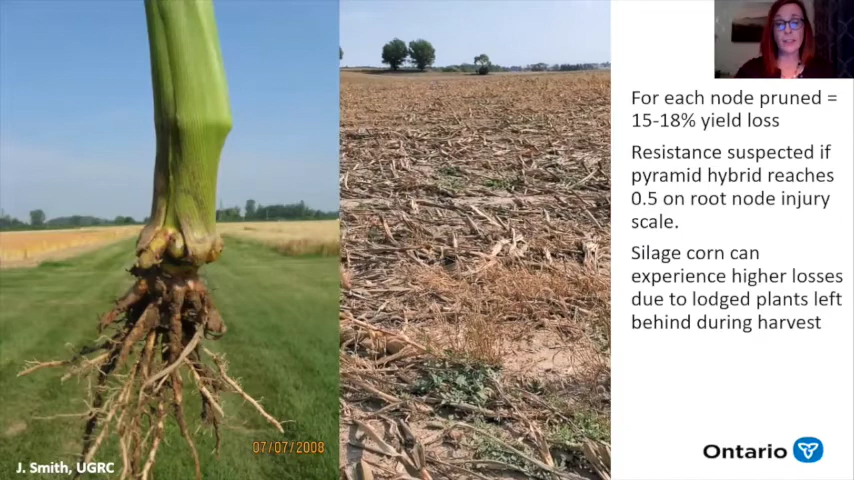 For each node pruned =
15-18% yield loss
Resistance suspected if
pyramid hybrid reaches
0.5 on root node injury
scale.
Silage corn can
experience higher losses
due to lodged plants left
behind during harvest
07/07/2008
J. Smith, UGRC
Ontario